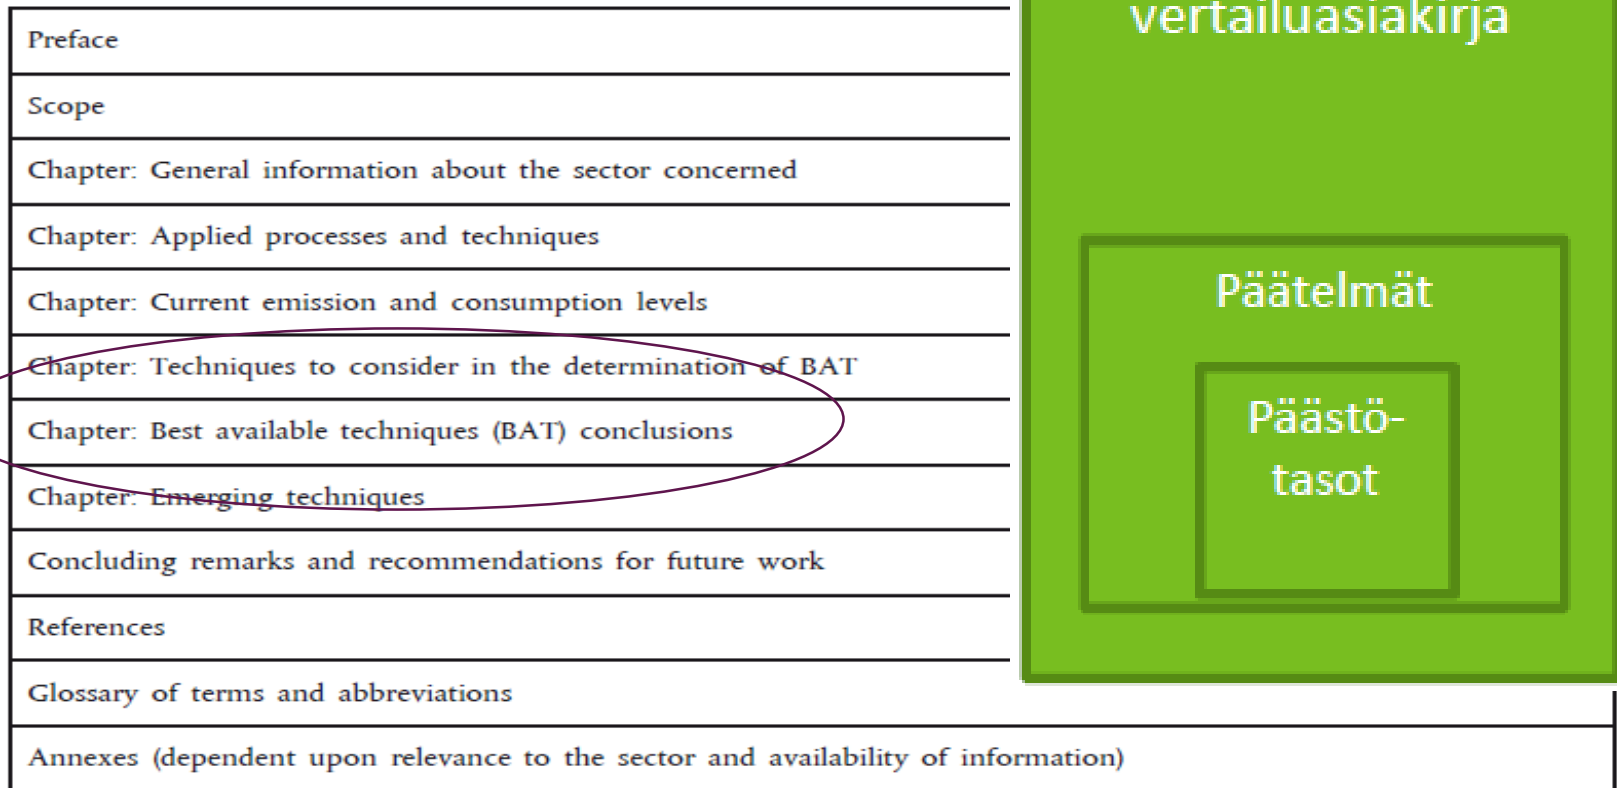 Preface
Scope
Chapter: General information about the sector concerned
Chapter: Applied processes and techniques
Chapter: Current emission and consumption levels
Chapter: Techniques to consider in the determination of BAT
Chapter: Best available techniques (BAT) conclusions
Chapter: Emerging techniques
Concluding remarks and recommendations for future work
References
Glossary of terms and abbreviations
Annexes (dependent upon relevance to the sector and availability of information)
vertailuasiakirja
Päätelmät
Päästö-
tasot